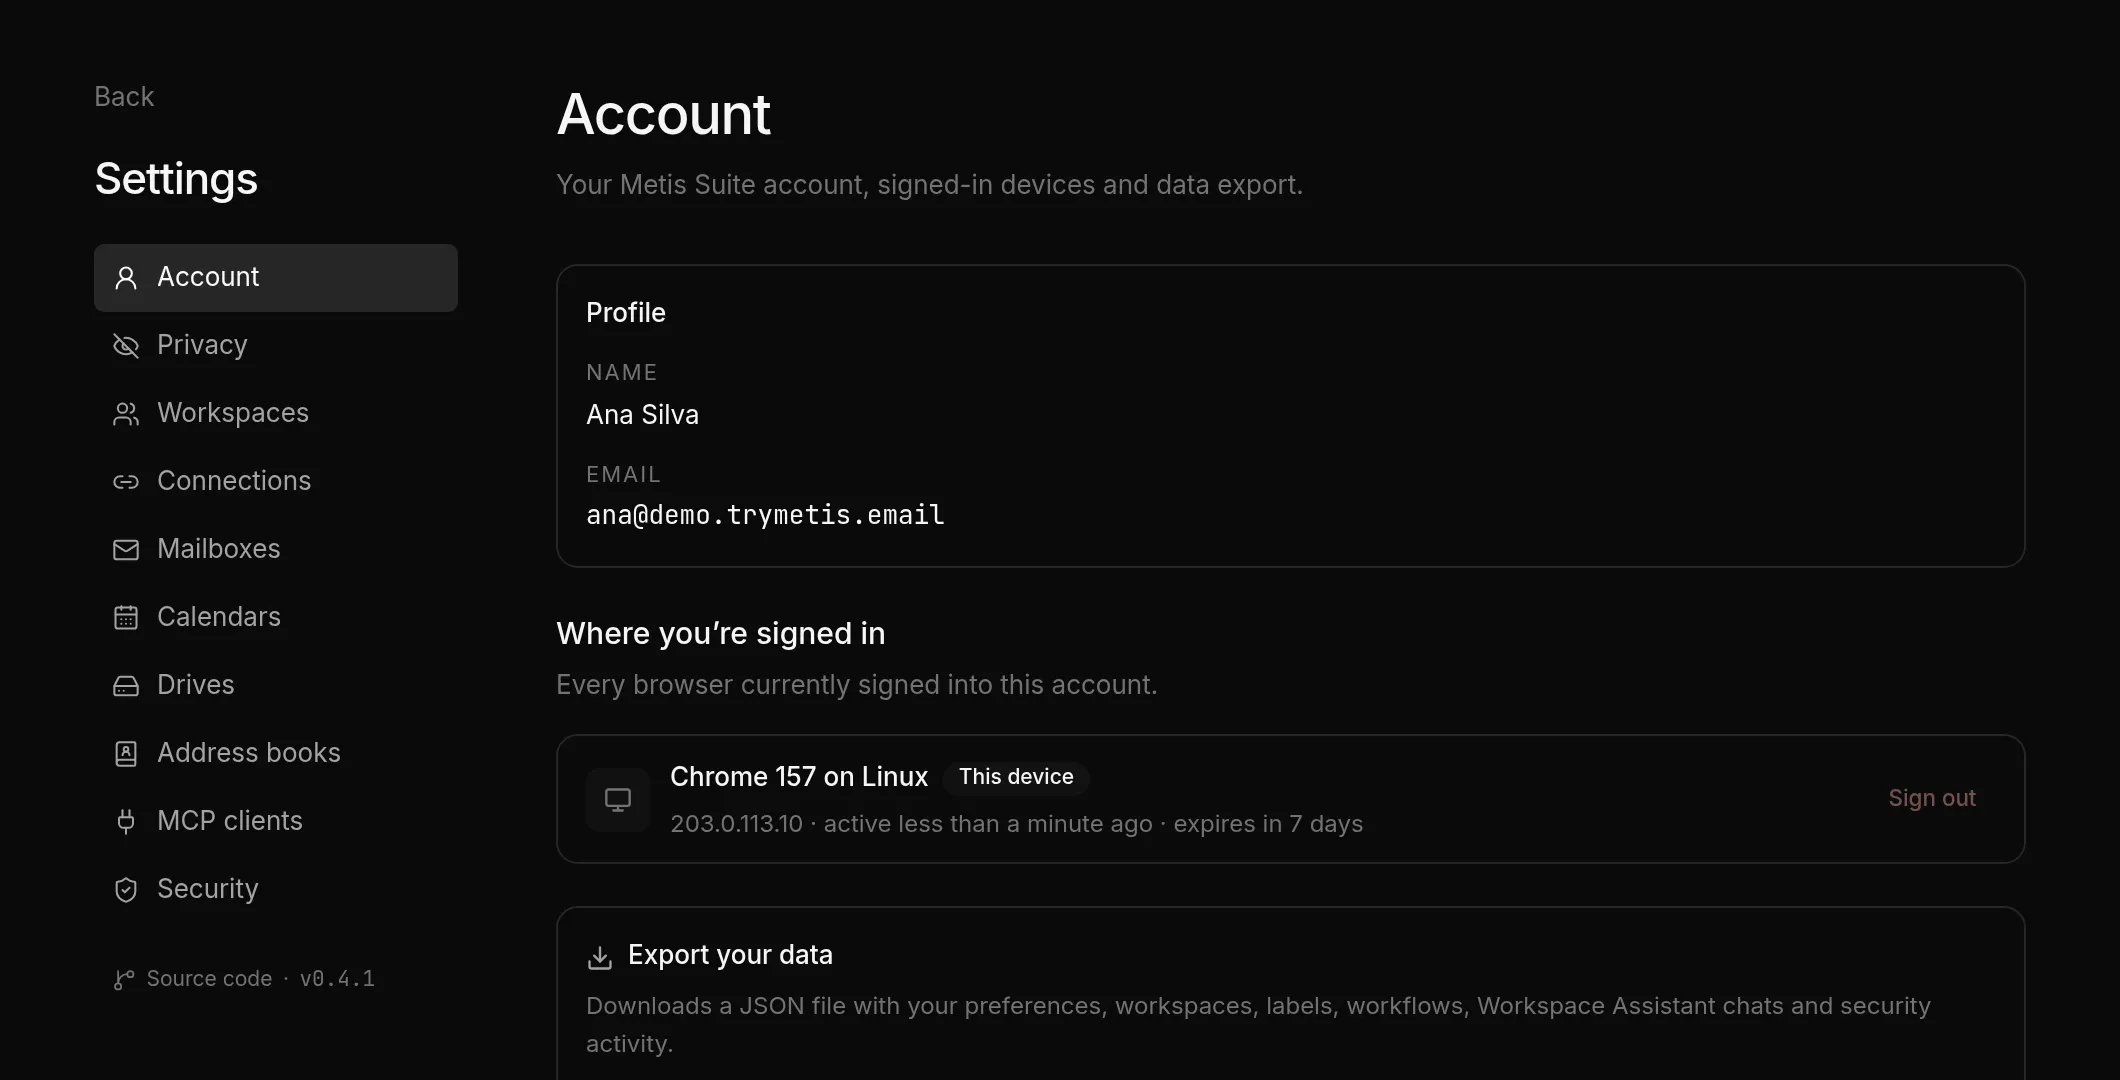 Back
Settings
Account
Privacy
Workspaces
Connections
Mailboxes
Calendars
Drives
Address books
MCP clients
Security
Source code · v0.4.1
Account
Your Metis Suite account, signed-in devices and data export.
Profile
NAME
Ana Silva
EMAIL
ana@demo.trymetis.email
Where you’re signed in
Every browser currently signed into this account.
Chrome 157 on Linux This device
203.0.113.10 · active less than a minute ago · expires in 7 days
Sign out
Export your data
Downloads a JSON file with your preferences, workspaces, labels, workflows, Workspace Assistant chats and security
activity.